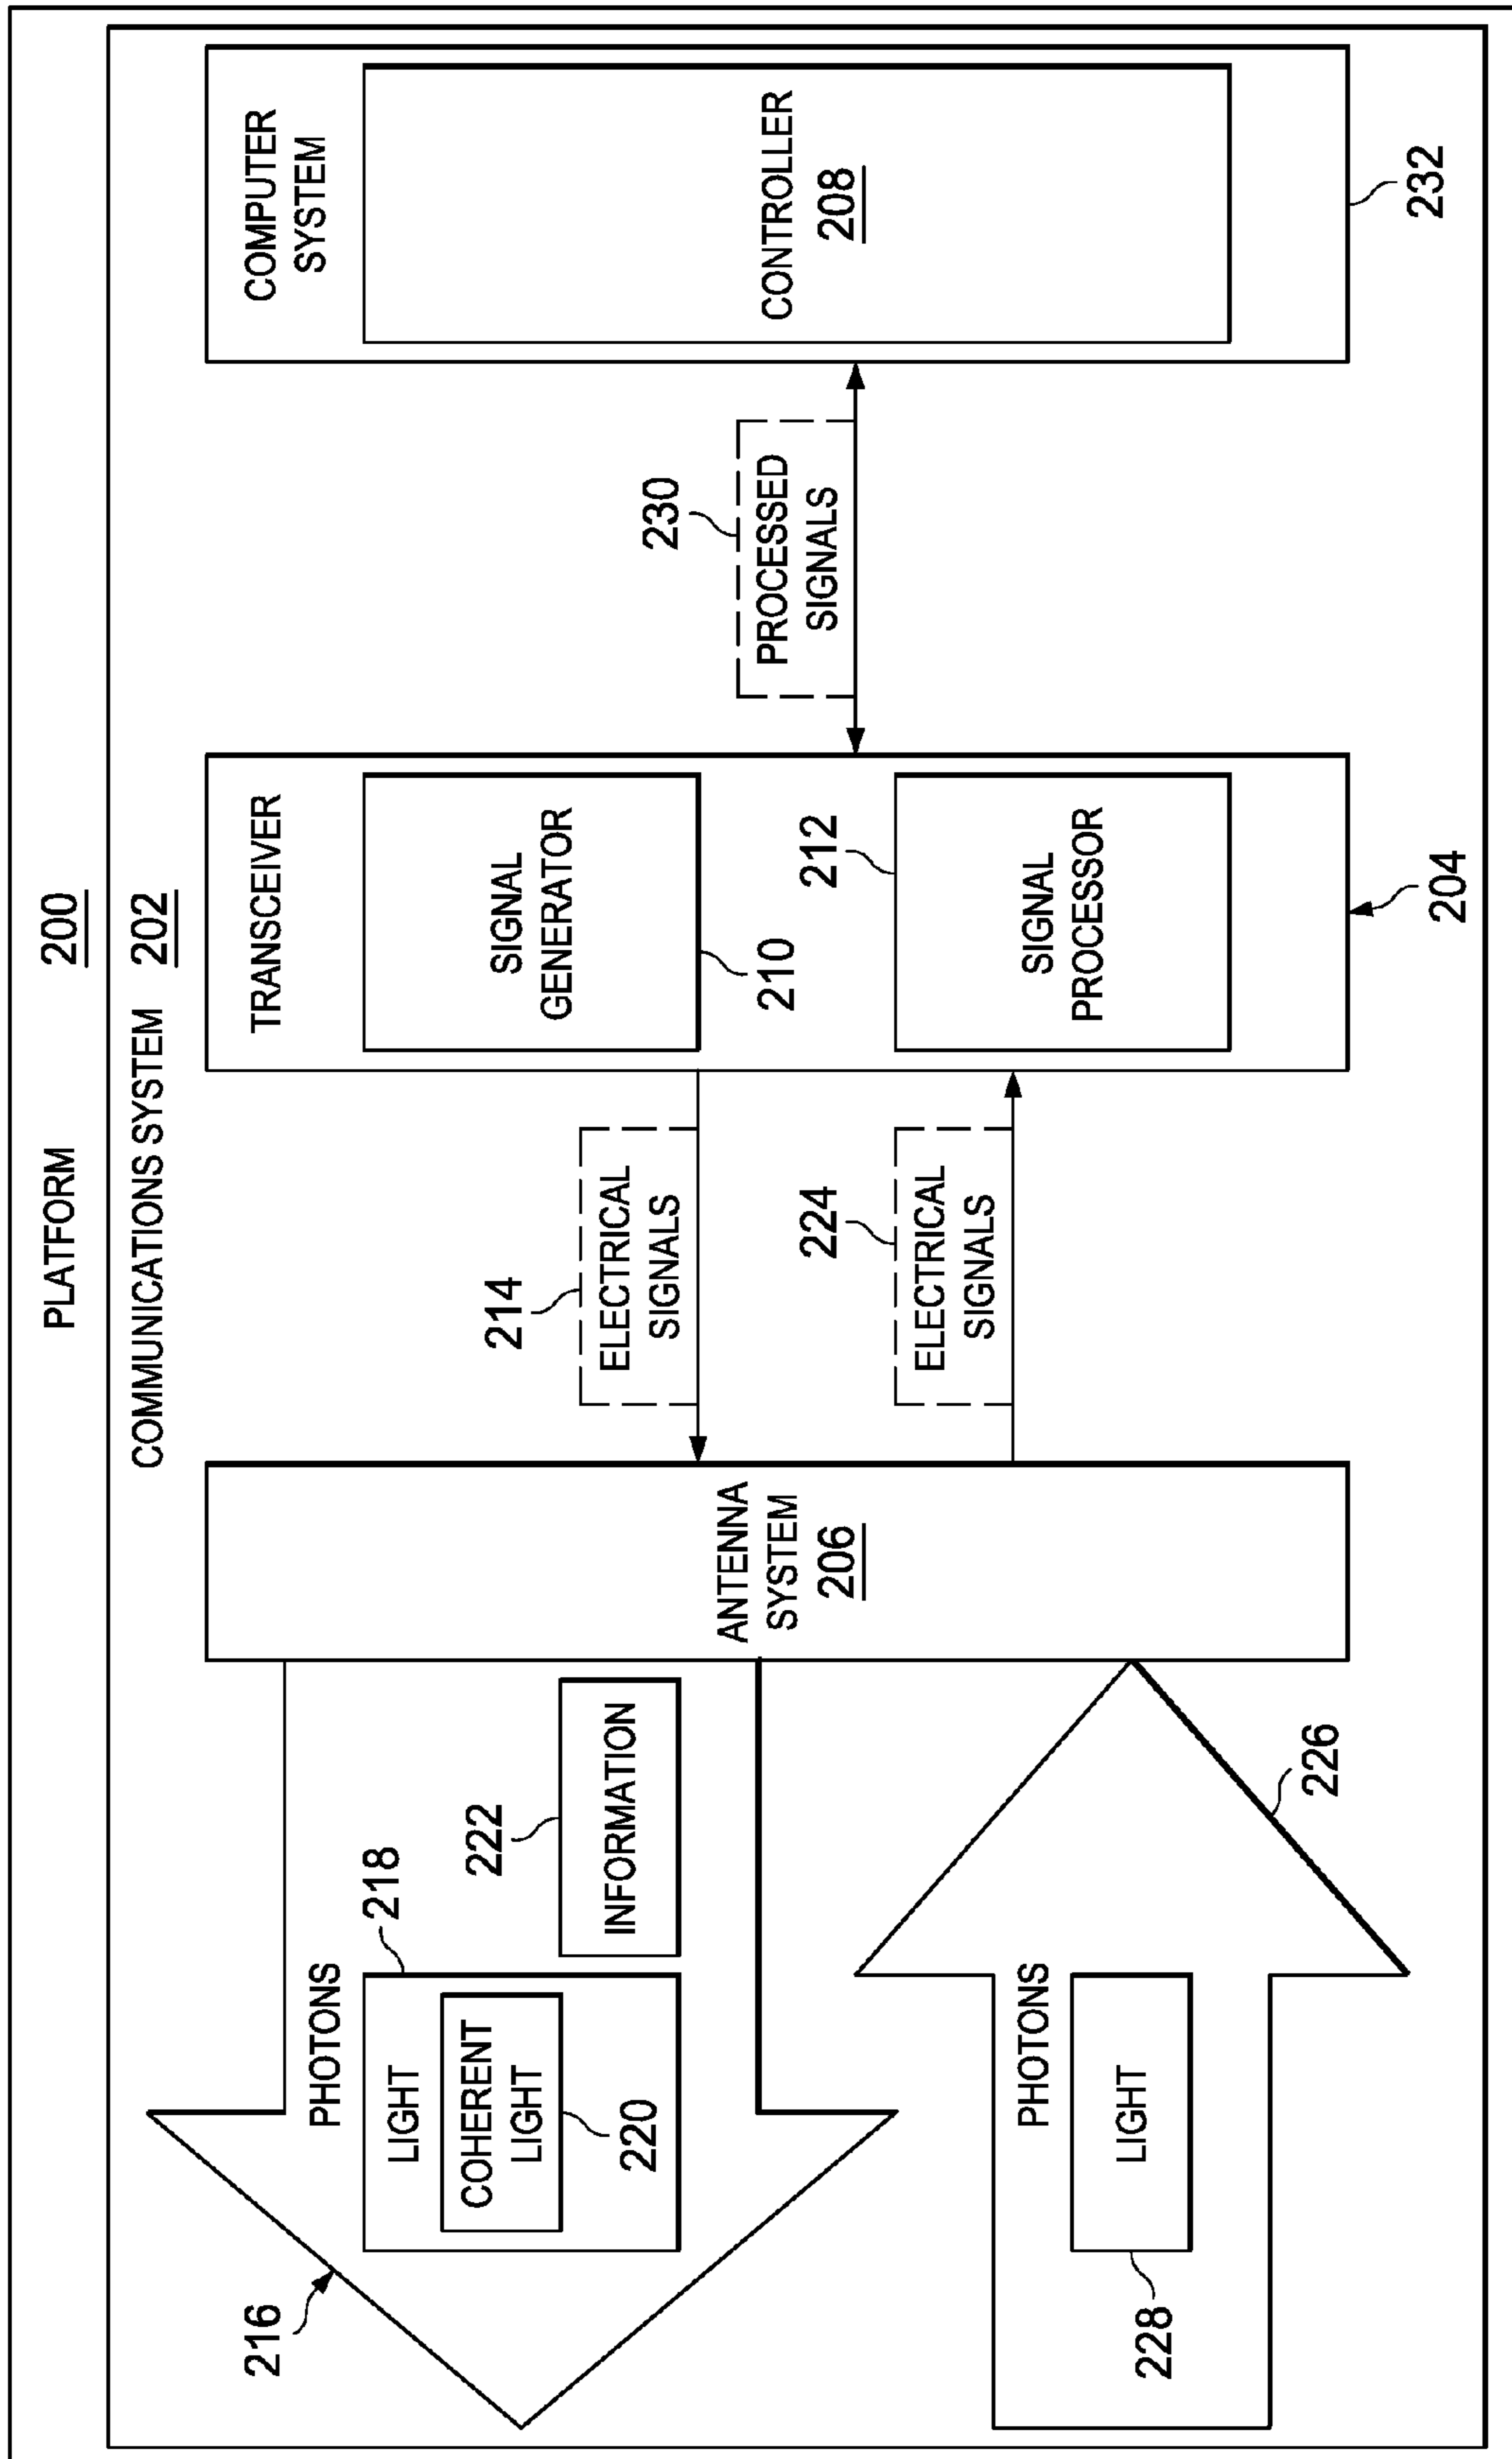 PLATFORM 200
COMMUNICATIONS SYSTEM 202
216
PHOTONS
218
LIGHT
COHERENT
LIGHT
220
222
INFORMATION
ANTENNA
SYSTEM
206
214
ELECTRICAL
SIGNALS
224
ELECTRICAL
SIGNALS
TRANSCEIVER
SIGNAL
GENERATOR
210
212
SIGNAL
PROCESSOR
204
230
PROCESSED
SIGNALS
COMPUTER
SYSTEM
CONTROLLER
208
232
PHOTONS
LIGHT
228
226